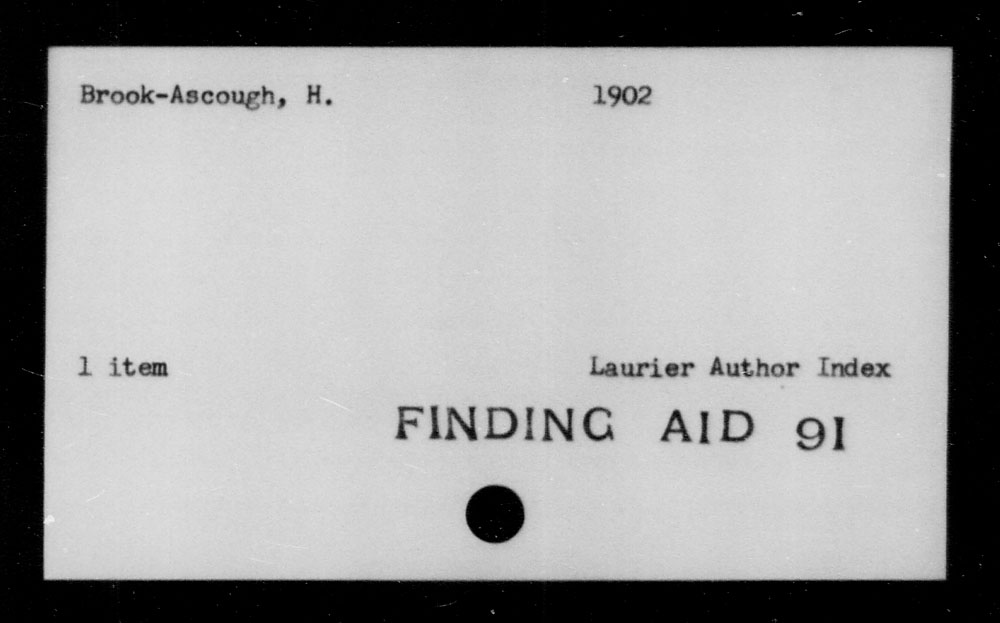 Brook-Ascough, H. 1902
1 item Laurier Author Index
FINDING AID 91